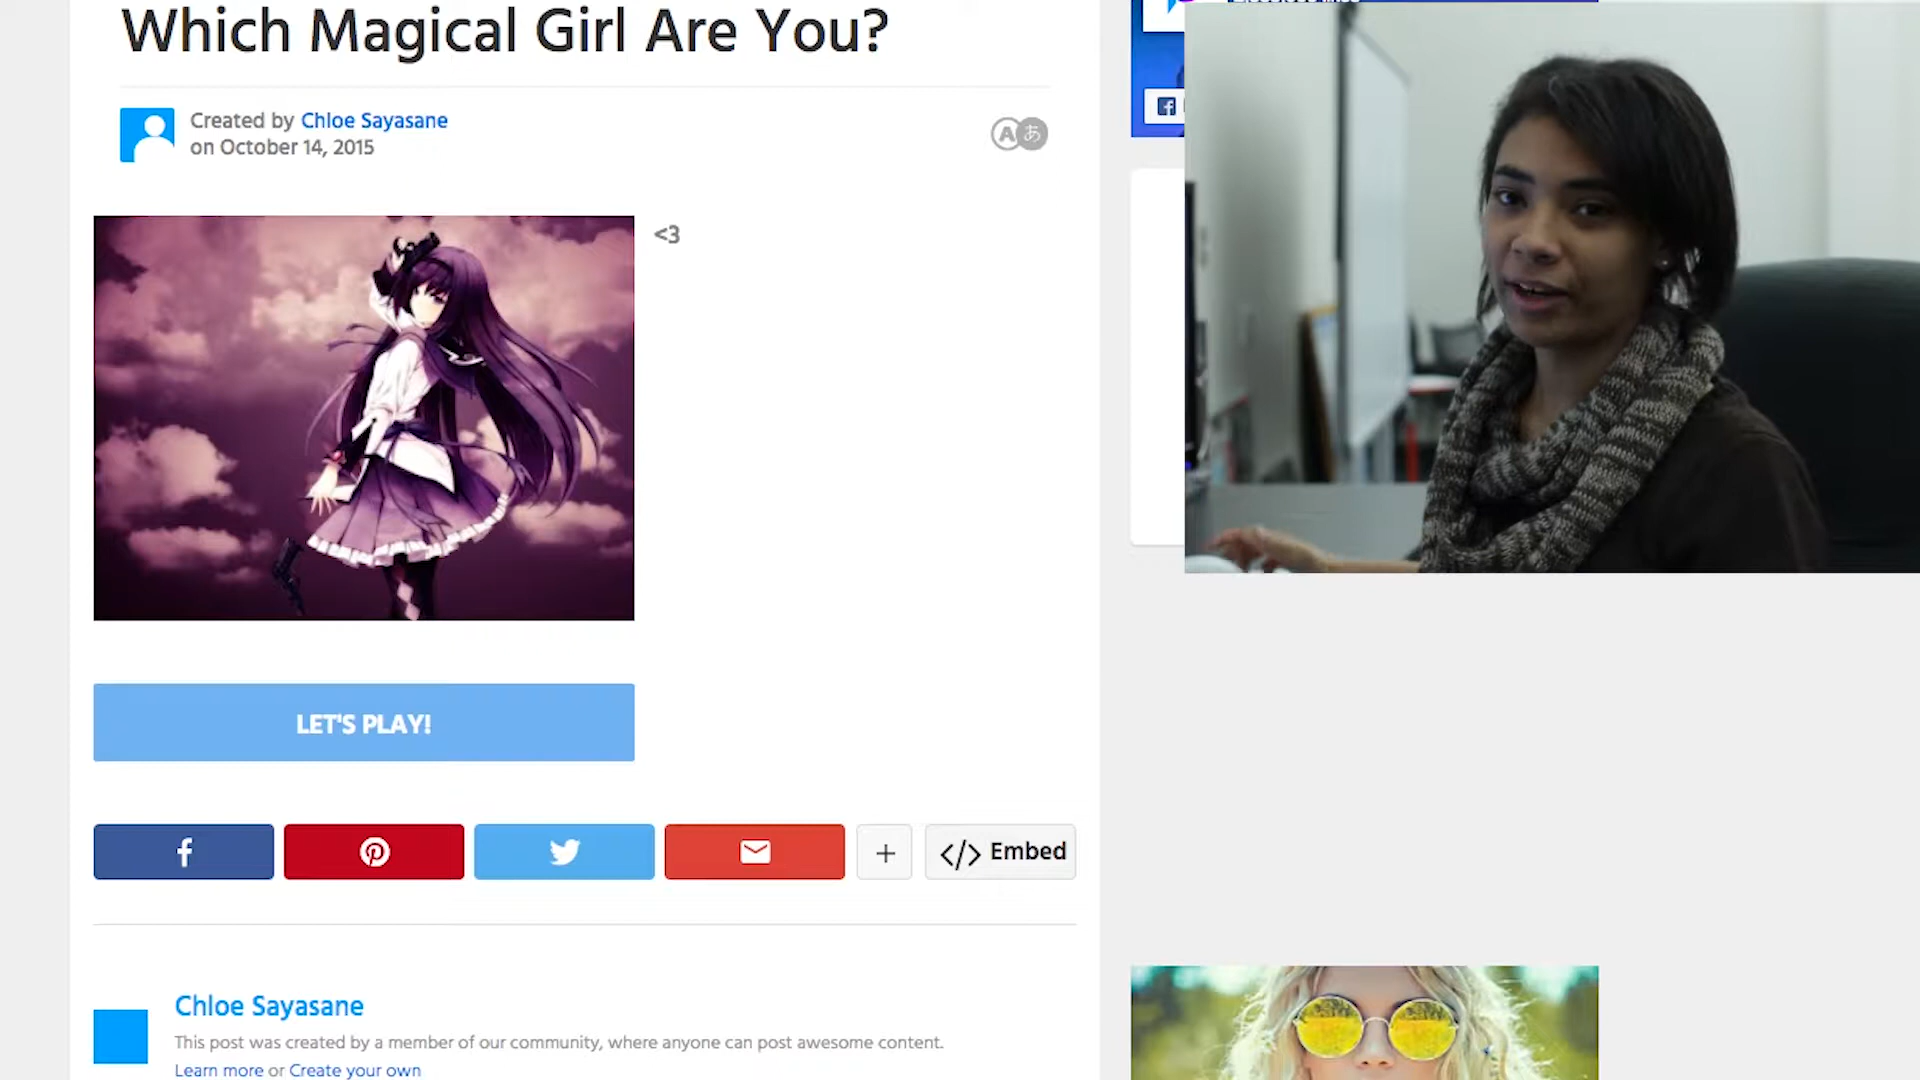 Which Magical Girl Are You?
Created by Chloe Sayasane
on October 14, 2015
A あ
<3
LET'S PLAY!
</> Embed
Chloe Sayasane
This post was created by a member of our community, where anyone can post awesome content.
Learn more or Create your own